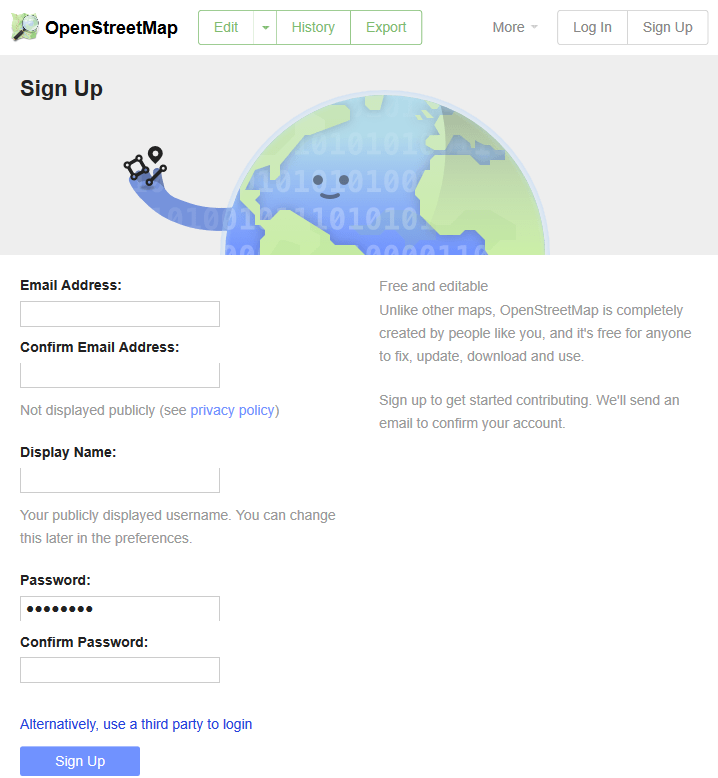 OpenStreetMap
Edit
History
Export
More
Log In
Sign Up
Sign Up
Email Address:
Confirm Email Address:
Not displayed publicly (see privacy policy)
Display Name:
Your publicly displayed username. You can change
this later in the preferences.
Password:
••••••••
Confirm Password:
Alternatively, use a third party to login
Sign Up
Free and editable
Unlike other maps, OpenStreetMap is completely
created by people like you, and it's free for anyone
to fix, update, download and use.
Sign up to get started contributing. We'll send an
email to confirm your account.